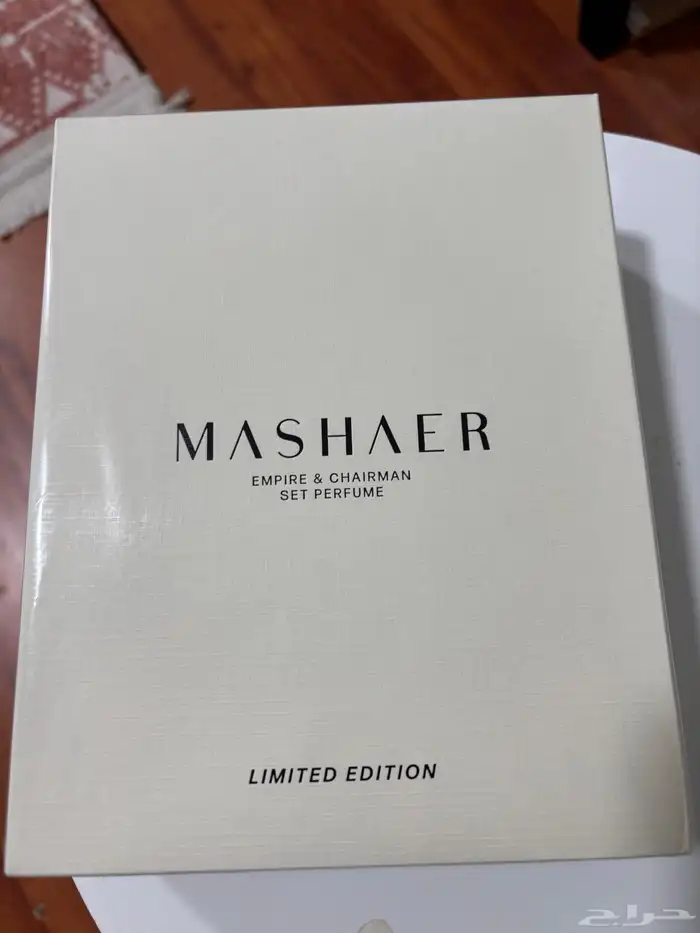 MASHAER
EMPIRE & CHAIRMAN
SET PERFUME
LIMITED EDITION
حراج